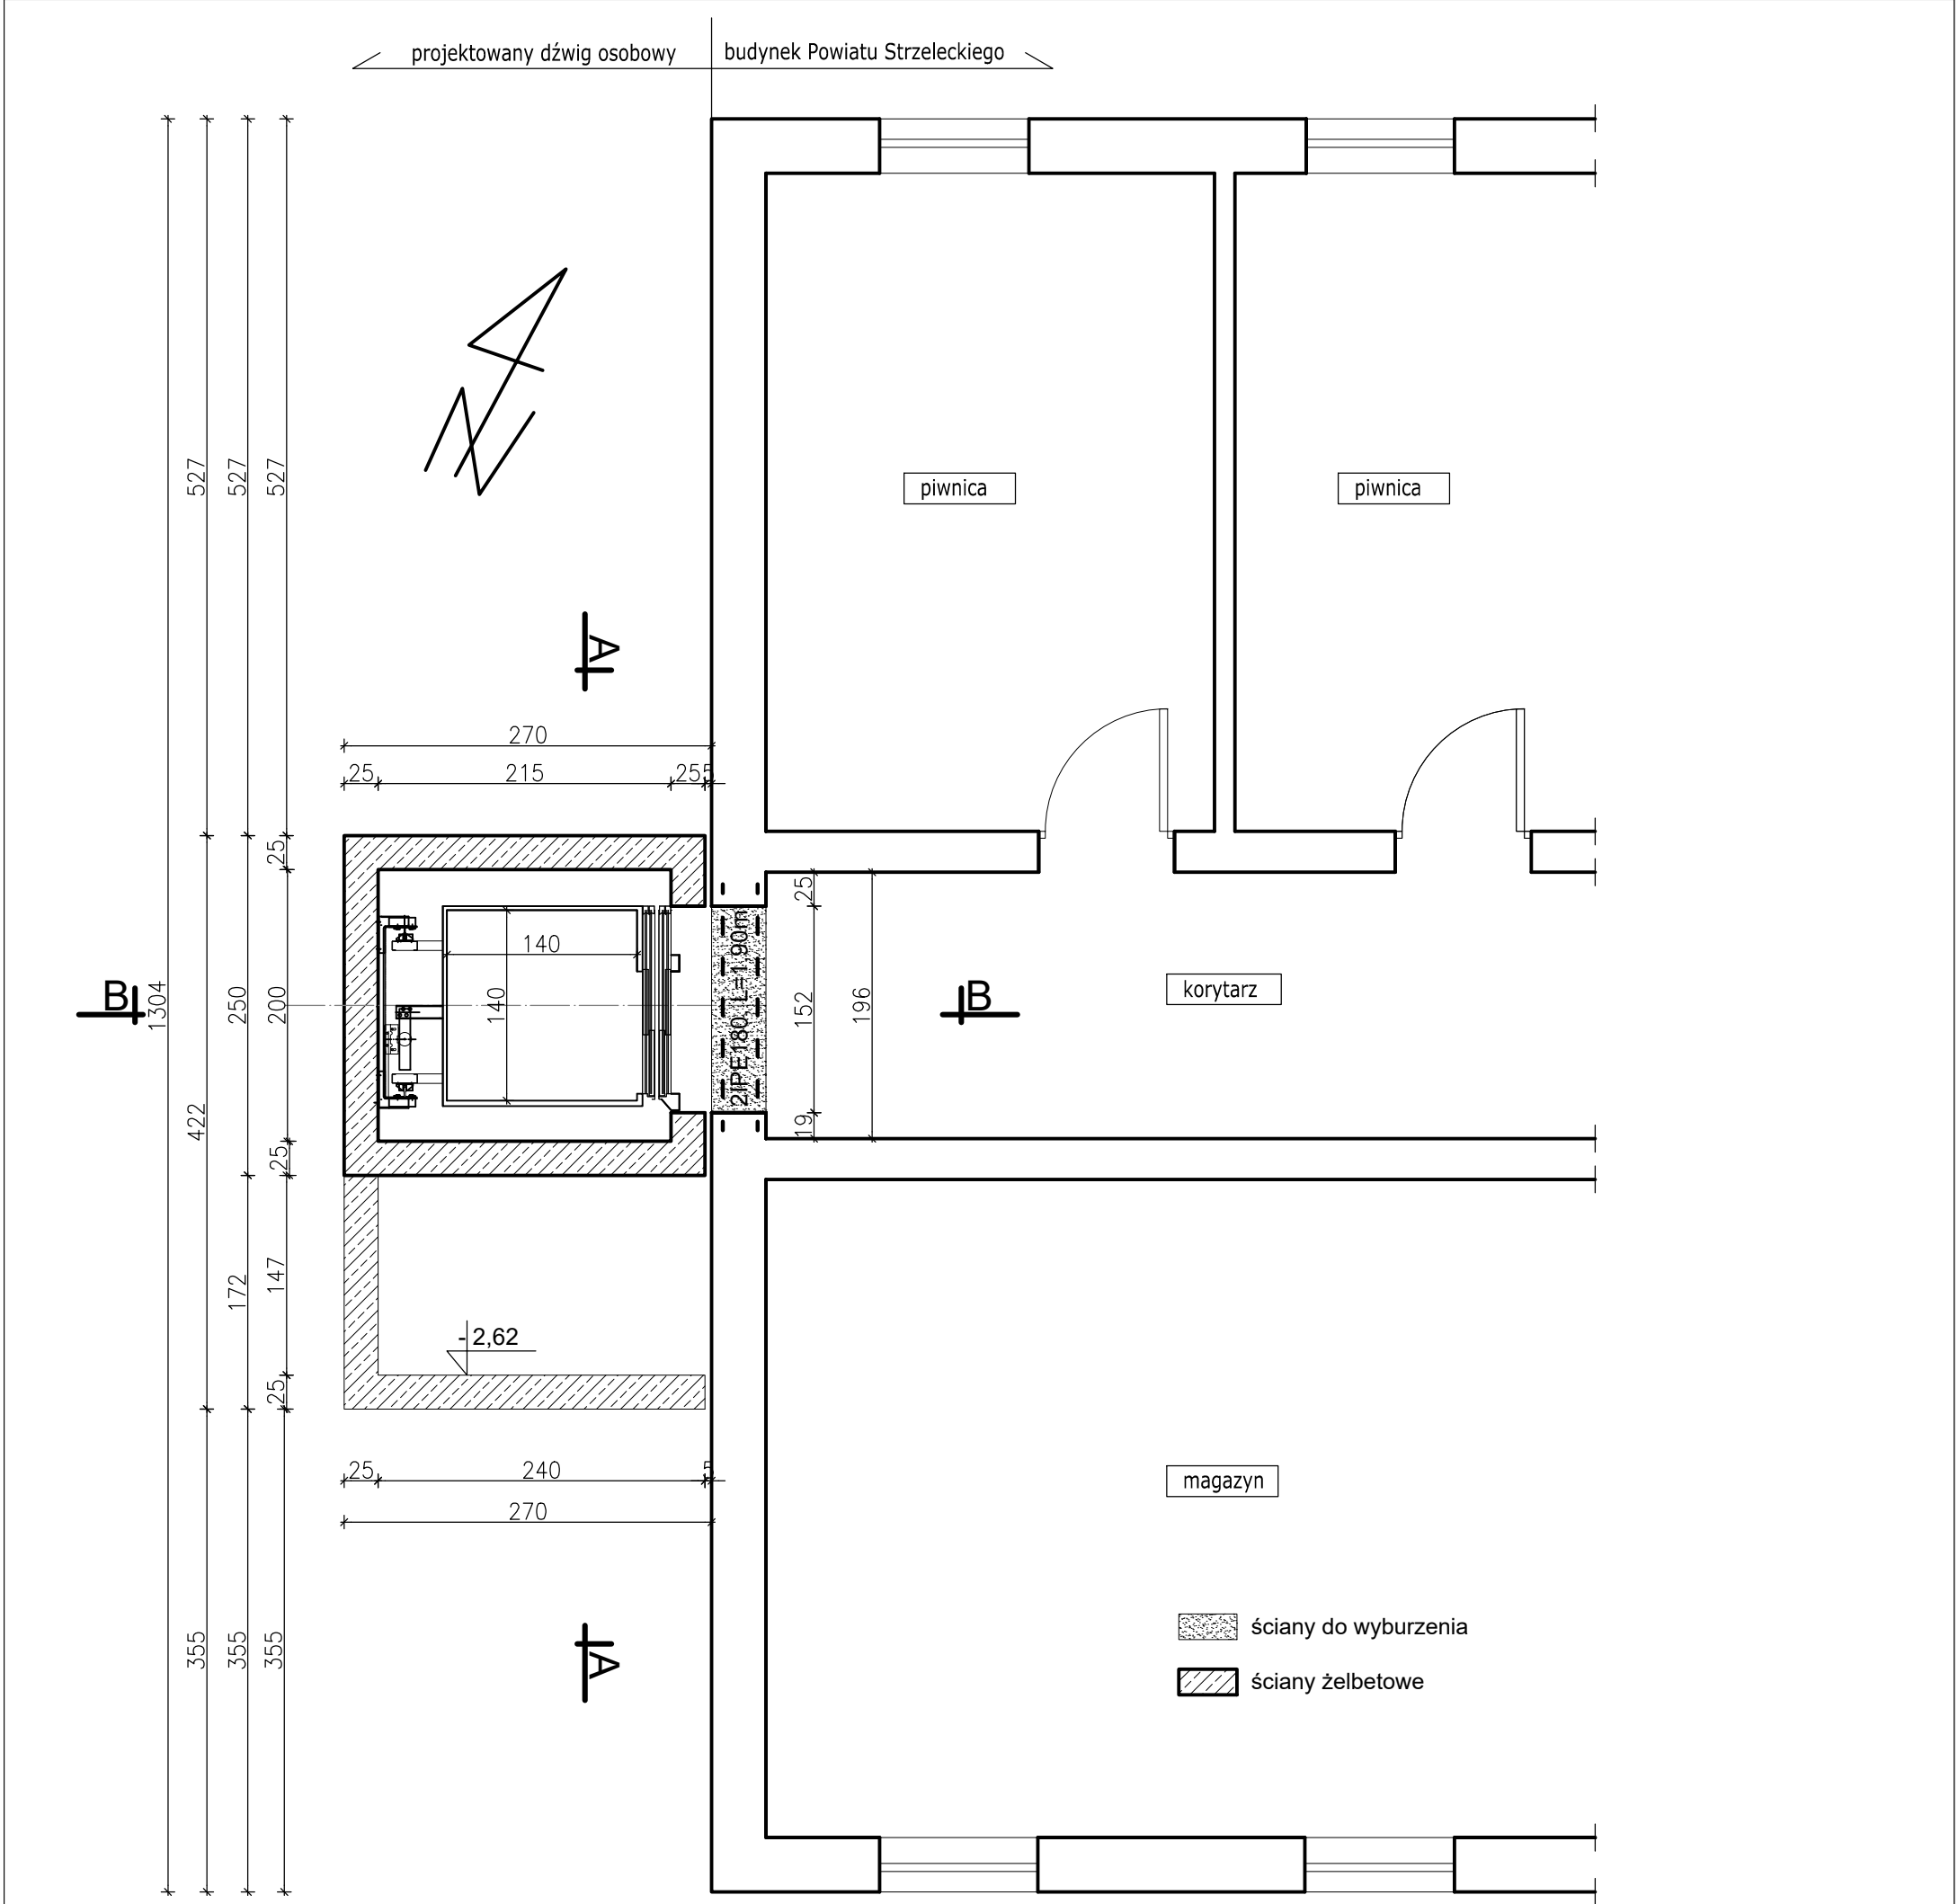 projektowany dźwig osobowy
budynek Powiatu Strzeleckiego
527
527
527
piwnica
piwnica
A
270
25
215
25
5
25
25
140
140
2IPE180, L=1,90m
152
196
19
korytarz
B
B
1304
250
200
422
25
172
147
- 2,62
25
25
240
5
270
magazyn
A
355
355
355
ściany do wyburzenia
ściany żelbetowe